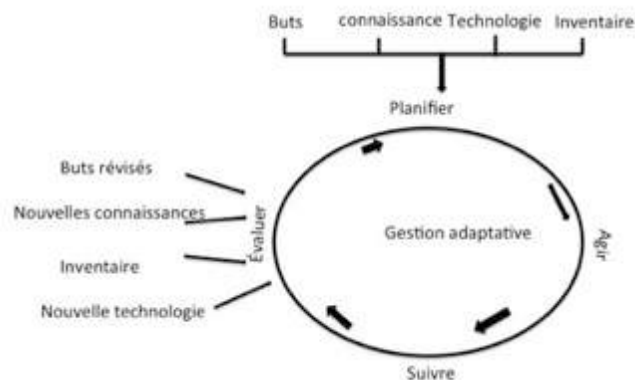 Buts connaissance Technologie Inventaire
Planifier
Buts révisés
Nouvelles connaissances
Évaluer
Gestion adaptative
Agir
Inventaire
Nouvelle technologie
Suivre